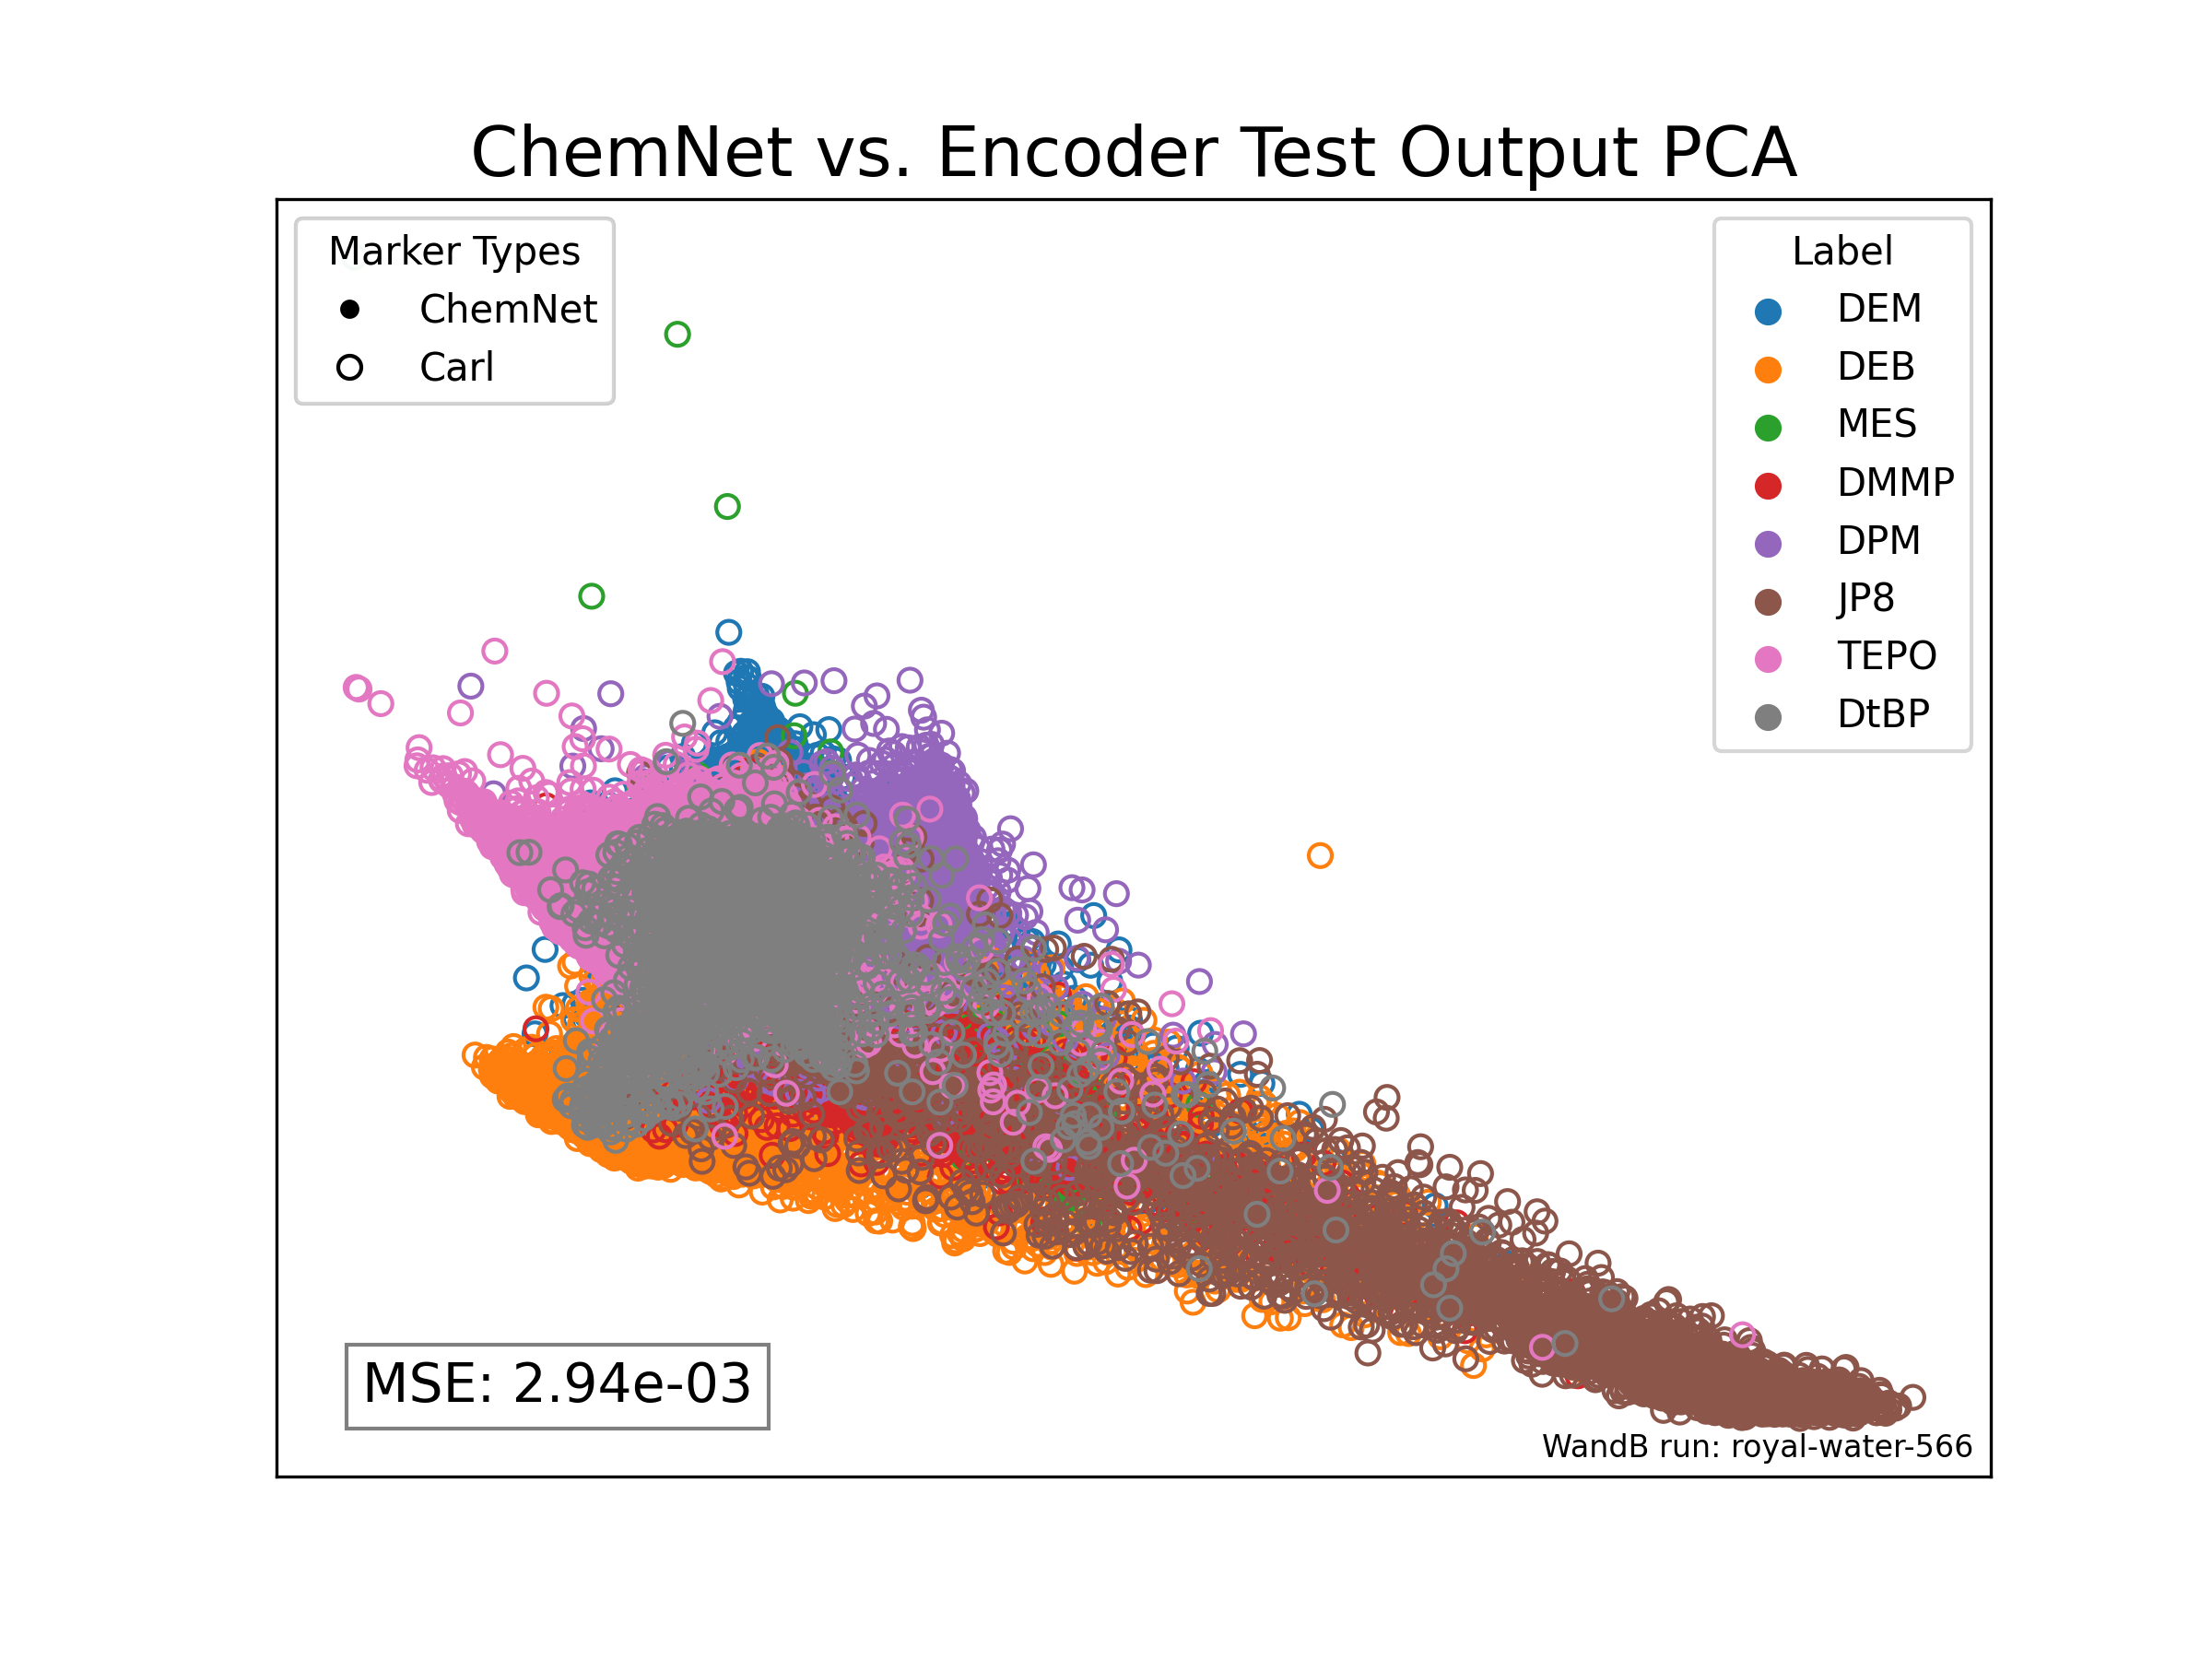 ChemNet vs. Encoder Test Output PCA
Marker Types
ChemNet
Carl
Label
DEM
DEB
MES
DMMP
DPM
JP8
TEPO
DtBP
MSE: 2.94e-03
WandB run: royal-water-566